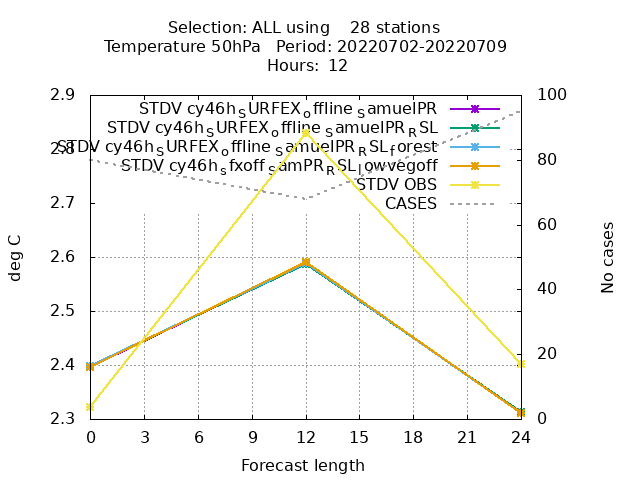 Selection: ALL using    28 stations
Temperature 50hPa   Period: 20220702-20220709
Hours:  12
2.9
2.8
2.7
2.6
2.5
2.4
2.3
100
80
60
40
20
0
STDV cy46h_SURFEX_offline_SamuelPR
STDV cy46h_SURFEX_offline_SamuelPR_RSL
STDV cy46h_SURFEX_offline_SamuelPR_RSL_forest
STDV cy46h_sfxoff_SamPR_RSL_lowvegoff
STDV OBS
CASES
deg C
No cases
0 3 6 9 12 15 18 21 24
Forecast length